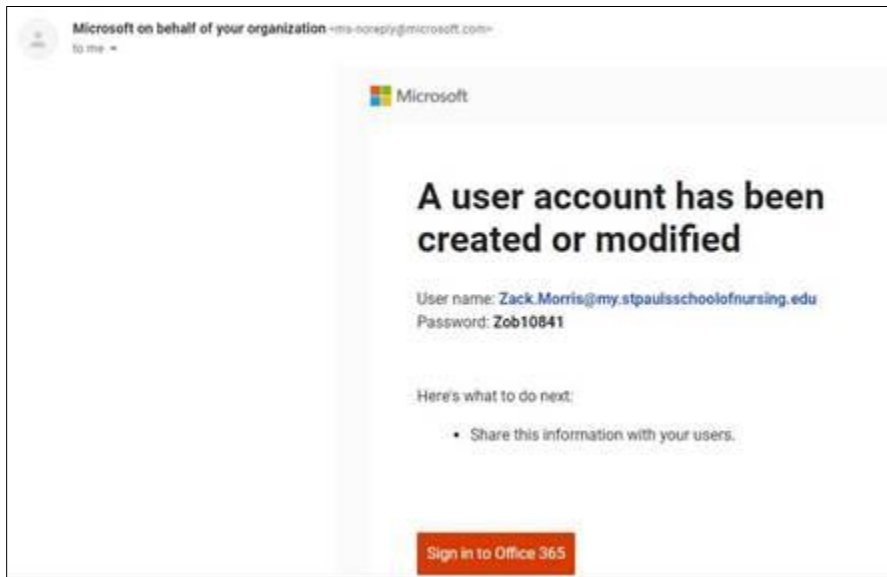 Microsoft on behalf of your organization <ms-noreply@microsoft.com>
to me
Microsoft
A user account has been
created or modified
User name: Zack.Morris@my.stpaulsschoolofnursing.edu
Password: Zob10841
Here's what to do next:
• Share this information with your users.
Sign in to Office 365